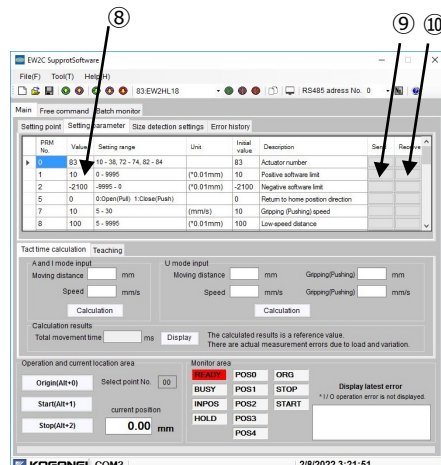 ⑧ ⑨ ⑩
EW2C SupprotSoftware
File(F) Tool(T) Help(H)
83:EW2HL18 RS485 adress No. 0
Main Free command Batch monitor
Setting point Setting parameter Size detection settings Error history
PRM No. Value Setting range Unit Initial value Description Send Receive
0 83 10 - 38, 72 - 74, 82 - 84 83 Actuator number
1 10 0 - 9995 (*0.01mm) 10 Positive software limit
2 -2100 -9995 - 0 (*0.01mm) -2100 Negative software limit
5 0 0:Open(Pull) 1:Close(Push) 0 Return to home position direction
7 10 5 - 30 (mm/s) 10 Gripping (Pushing) speed
8 100 5 - 9995 (*0.01mm) 100 Low-speed distance
Tact time calculation Teaching
A and I mode input U mode input
Moving distance mm Moving distance mm Gripping(Pushing) mm
Speed mm/s Speed mm/s Gripping(Pushing) mm/s
Calculation Calculation
Calculation results
Total movement time ms Display The calculated results is a reference value.
There are actual measurement errors due to load and variation.
Operation and current location area Monitor area
Origin(Alt+0) Select point No. 00
Start(Alt+1)
current position
Stop(Alt+2) 0.00 mm
READY POS0 ORG
BUSY POS1 STOP
INPOS POS2 START
HOLD POS3
POS4
Display latest error
* I / O operation error is not displayed.
KOGANEI COM3 2/8/2022 3:21:51